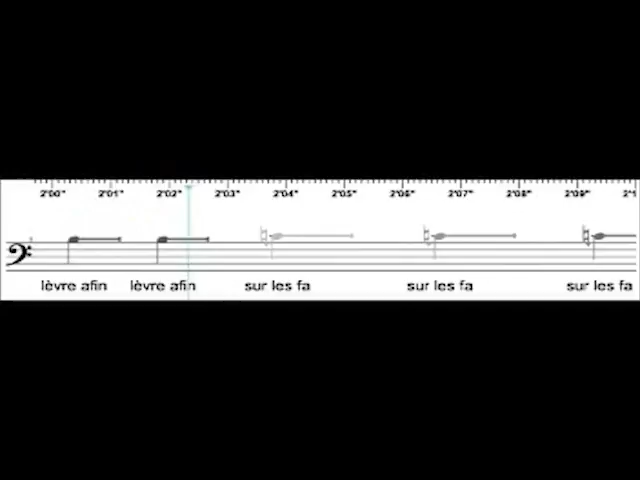 2'00" 2'01" 2'02" 2'03" 2'04" 2'05" 2'06" 2'07" 2'08" 2'09"
lèvre afin lèvre afin sur les fa sur les fa sur les fa